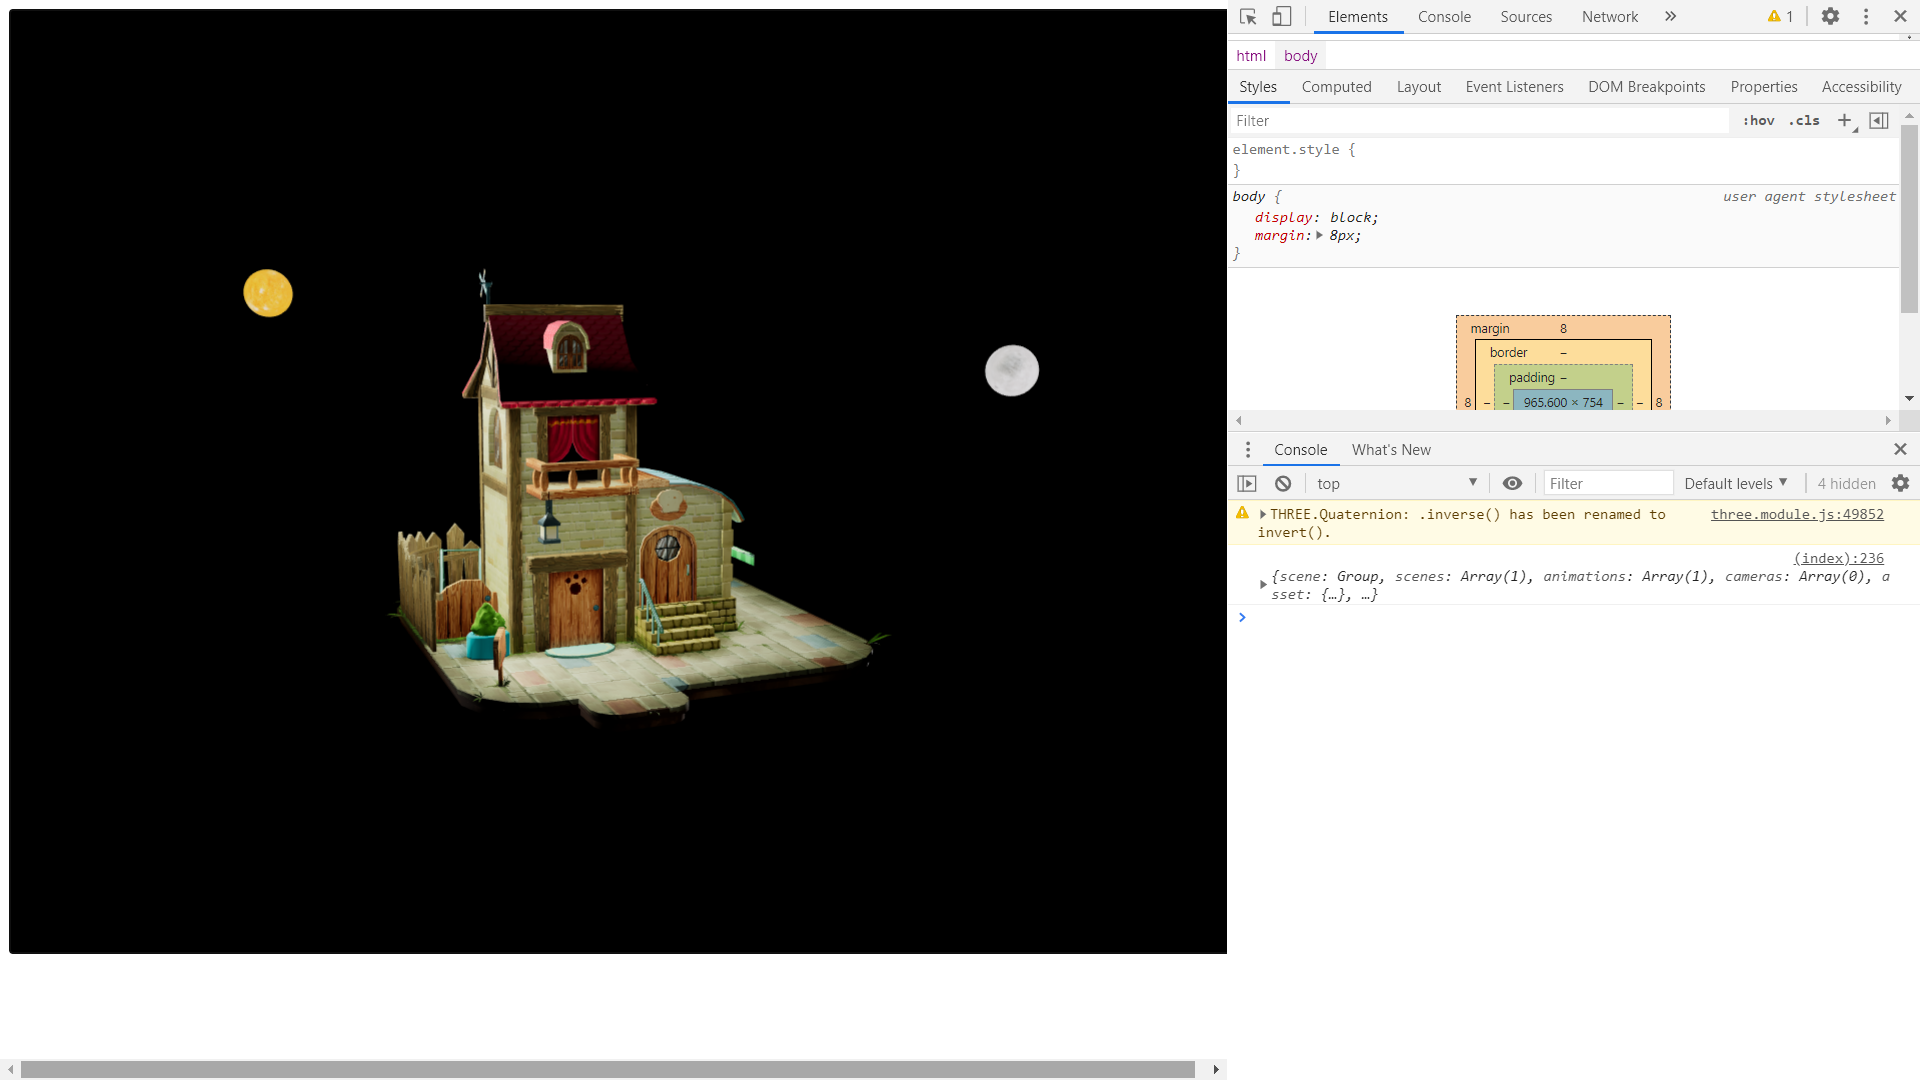 Elements Console Sources Network » 1
html body
Styles Computed Layout Event Listeners DOM Breakpoints Properties Accessibility
Filter :hov .cls +
element.style {
}
body { user agent stylesheet
display: block;
margin: 8px;
}
margin 8
border –
padding –
8 – – 965.600 × 754 – – 8
Console What's New
top Filter Default levels 4 hidden
THREE.Quaternion: .inverse() has been renamed to three.module.js:49852
invert().
(index):236
{scene: Group, scenes: Array(1), animations: Array(1), cameras: Array(0), a
sset: {…}, …}